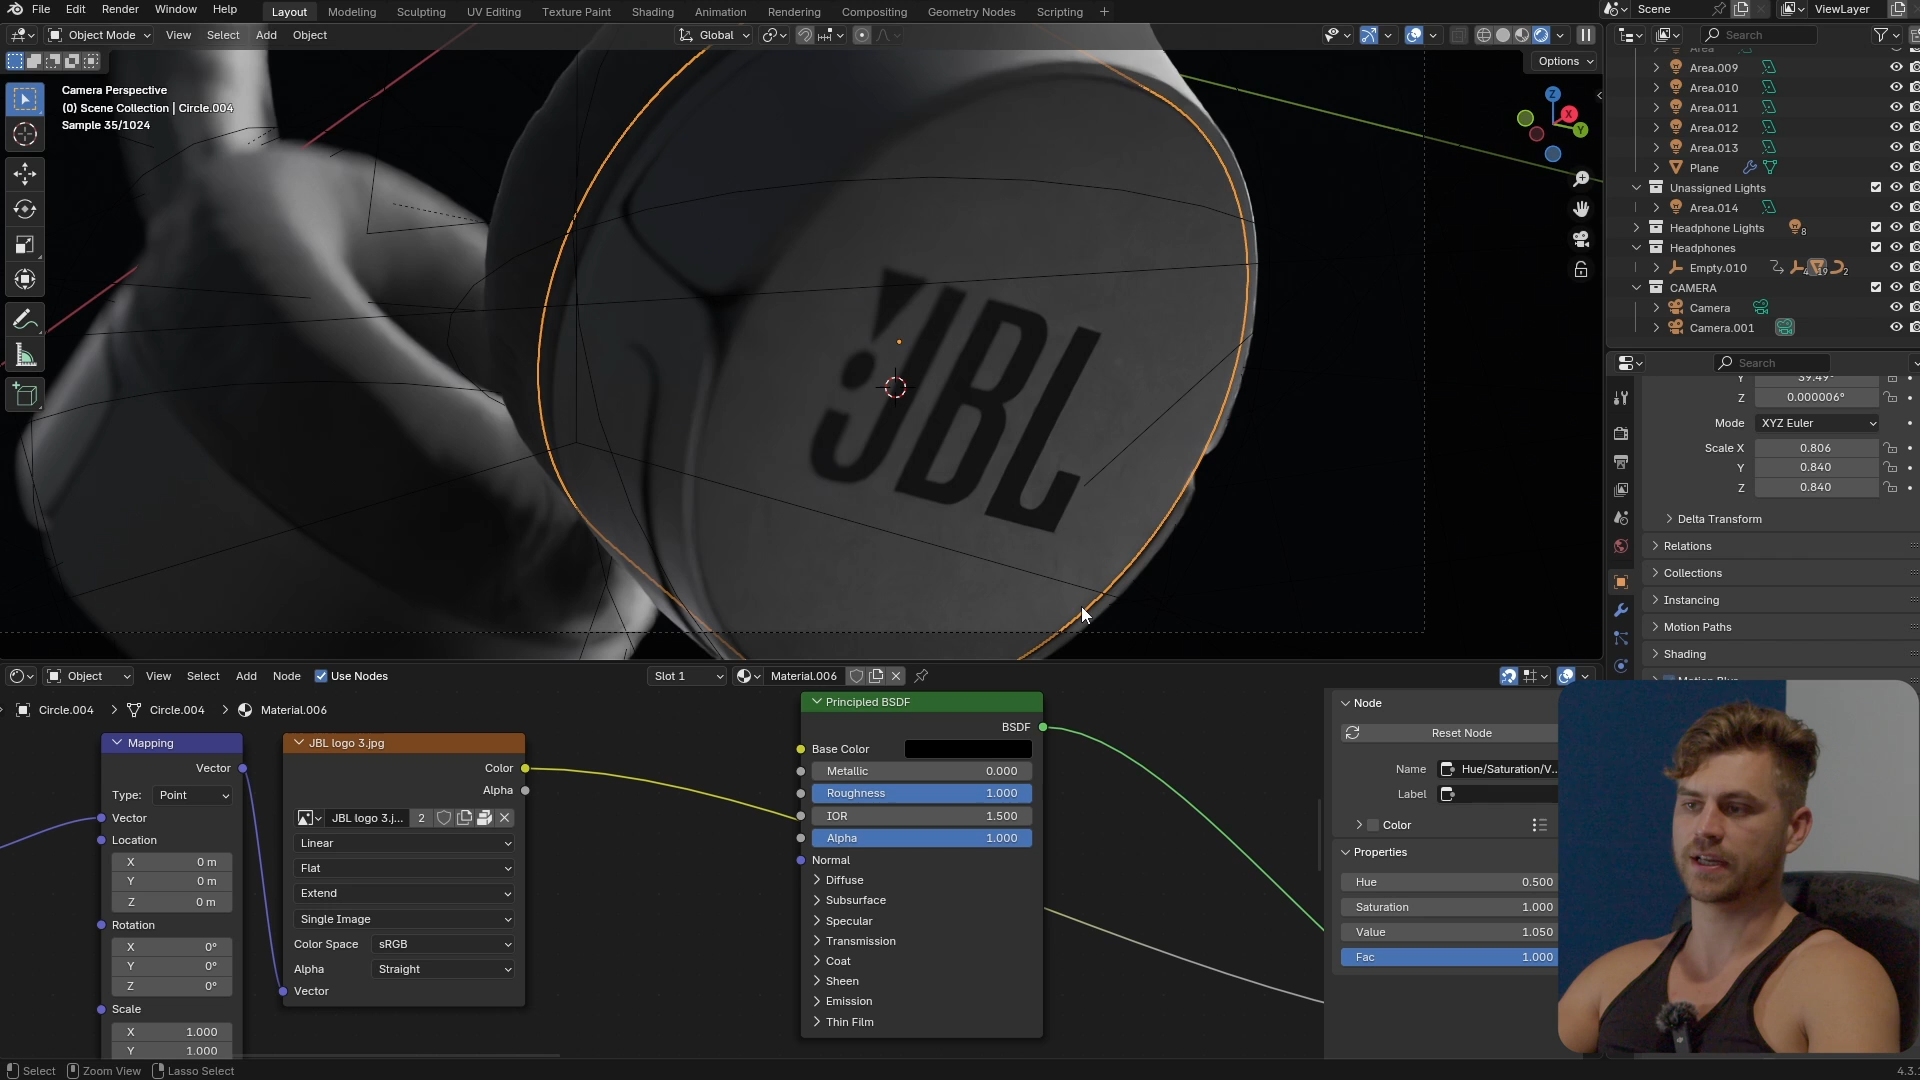 File Edit Render Window Help Layout Modeling Sculpting UV Editing Texture Paint Shading Animation Rendering Compositing Geometry Nodes Scripting + Scene ViewLayer
Object Mode View Select Add Object Global Search
Options
Camera Perspective
(0) Scene Collection | Circle.004
Sample 35/1024
Z
X
Y
JBL
Area
Area.009
Area.010
Area.011
Area.012
Area.013
Plane
Unassigned Lights
Area.014
Headphone Lights 8
Headphones
Empty.010
CAMERA
Camera
Camera.001
Search
Y 39.49°
Z 0.000006°
Mode XYZ Euler
Scale X 0.806
Y 0.840
Z 0.840
Delta Transform
Relations
Collections
Instancing
Motion Paths
Shading
Object View Select Add Node Use Nodes Slot 1 Material.006
Circle.004 > Circle.004 > Material.006
Mapping
Vector
Type: Point
Vector
Location
X 0 m
Y 0 m
Z 0 m
Rotation
X 0°
Y 0°
Z 0°
Scale
X 1.000
Y 1.000
JBL logo 3.jpg
Color
Alpha
JBL logo 3.j... 2
Linear
Flat
Extend
Single Image
Color Space sRGB
Alpha Straight
Vector
Principled BSDF
BSDF
Base Color
Metallic 0.000
Roughness 1.000
IOR 1.500
Alpha 1.000
Normal
Diffuse
Subsurface
Specular
Transmission
Coat
Sheen
Emission
Thin Film
Node
Reset Node
Name Hue/Saturation/V...
Label
Color
Properties
Hue 0.500
Saturation 1.000
Value 1.050
Fac 1.000
Select Zoom View Lasso Select